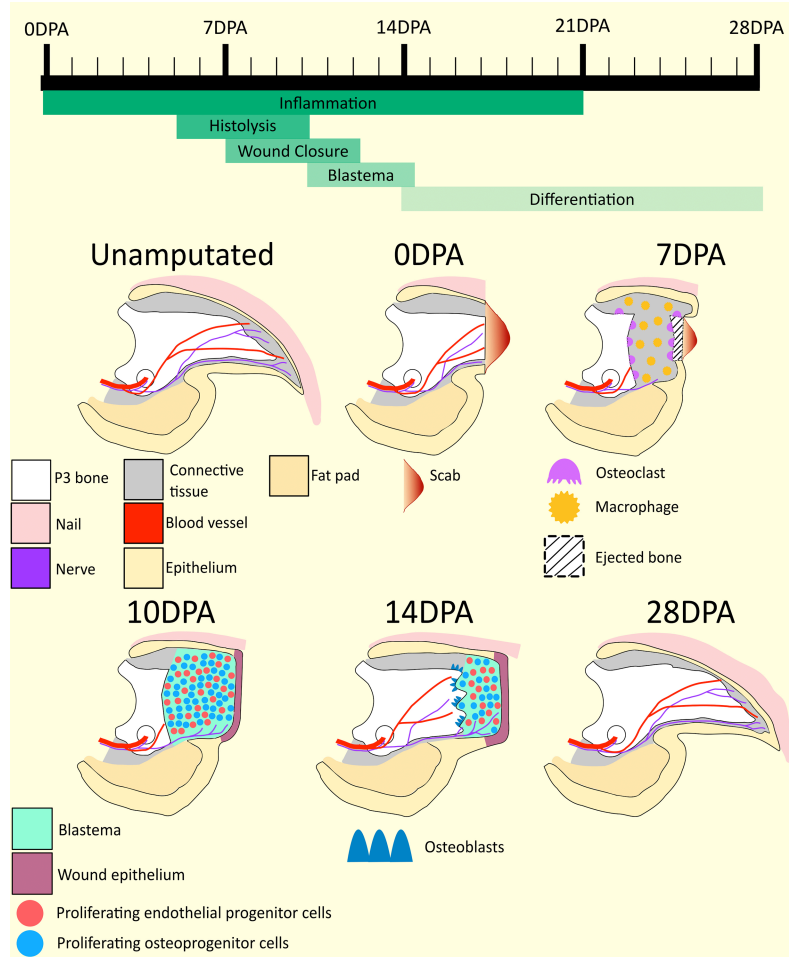 0DPA 7DPA 14DPA 21DPA 28DPA
Inflammation
Histolysis
Wound Closure
Blastema
Differentiation
Unamputated 0DPA 7DPA
P3 bone
Connective
tissue
Fat pad
Scab
Osteoclast
Nail
Blood vessel
Macrophage
Nerve
Epithelium
Ejected bone
10DPA 14DPA 28DPA
Blastema
Osteoblasts
Wound epithelium
Proliferating endothelial progenitor cells
Proliferating osteoprogenitor cells